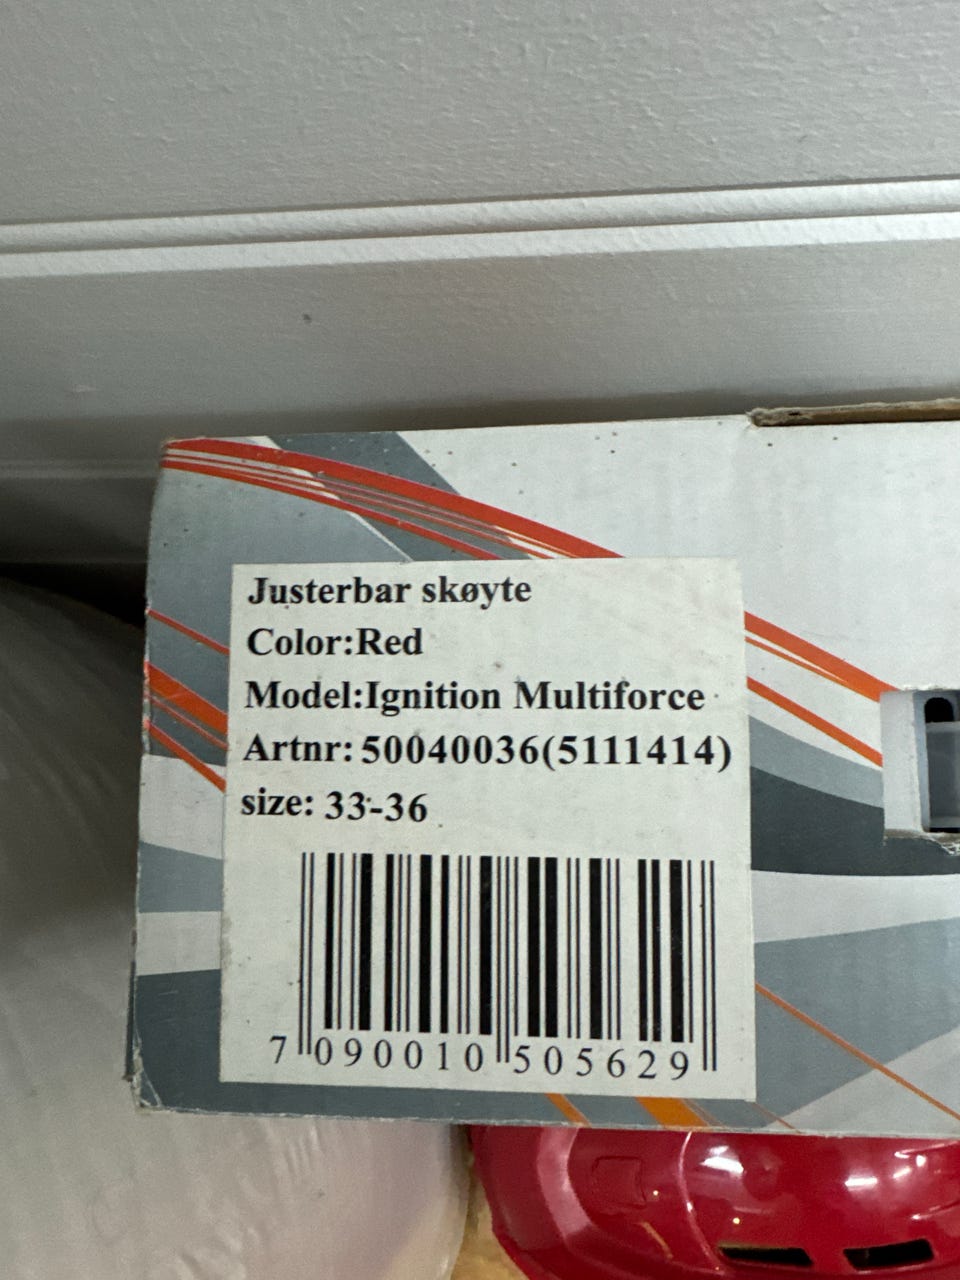 Justerbar skøyte
Color:Red
Model:Ignition Multiforce
Artnr: 50040036(5111414)
size: 33-36
7 090010 505629